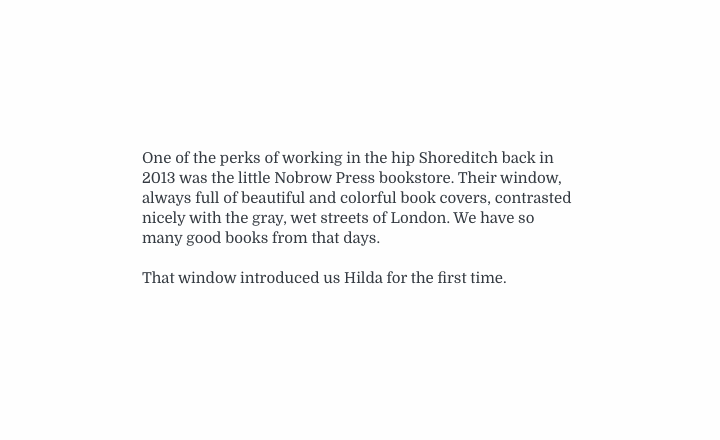 One of the perks of working in the hip Shoreditch back in
2013 was the little Nobrow Press bookstore. Their window,
always full of beautiful and colorful book covers, contrasted
nicely with the gray, wet streets of London. We have so
many good books from that days.
That window introduced us Hilda for the first time.